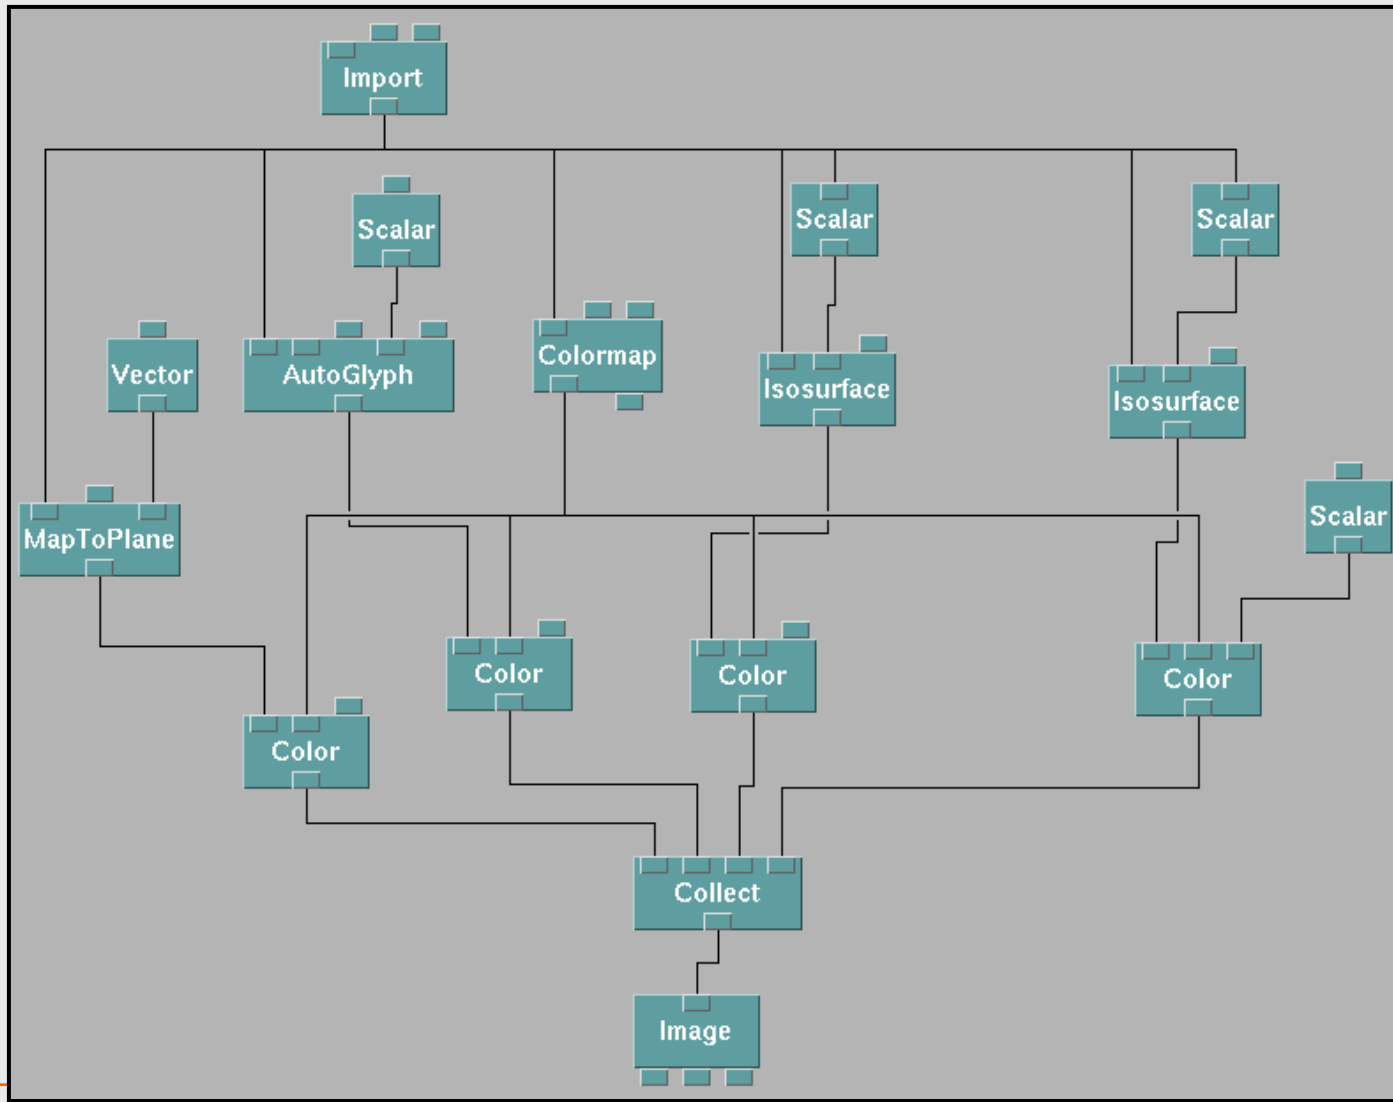 Import
Scalar
Scalar
Scalar
Vector
AutoGlyph
Colormap
Isosurface
Isosurface
MapToPlane
Scalar
Color
Color
Color
Color
Collect
Image